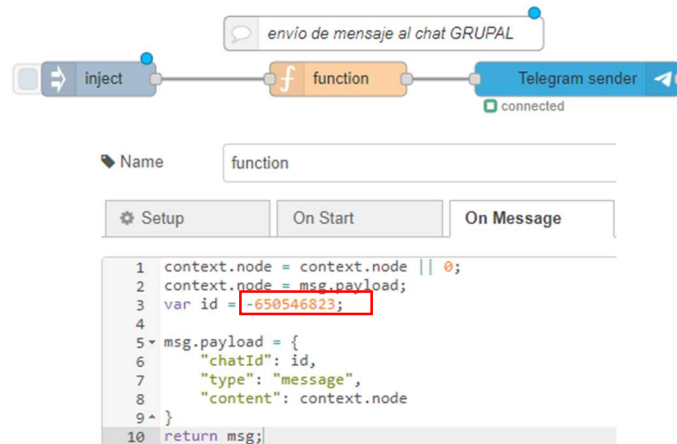 envío de mensaje al chat GRUPAL
inject
function
Telegram sender
connected
Name
function
Setup
On Start
On Message
1 context.node = context.node || 0;
2 context.node = msg.payload;
3 var id = -650546823;
4
5 msg.payload = {
6 "chatId": id,
7 "type": "message",
8 "content": context.node
9 }
10 return msg;